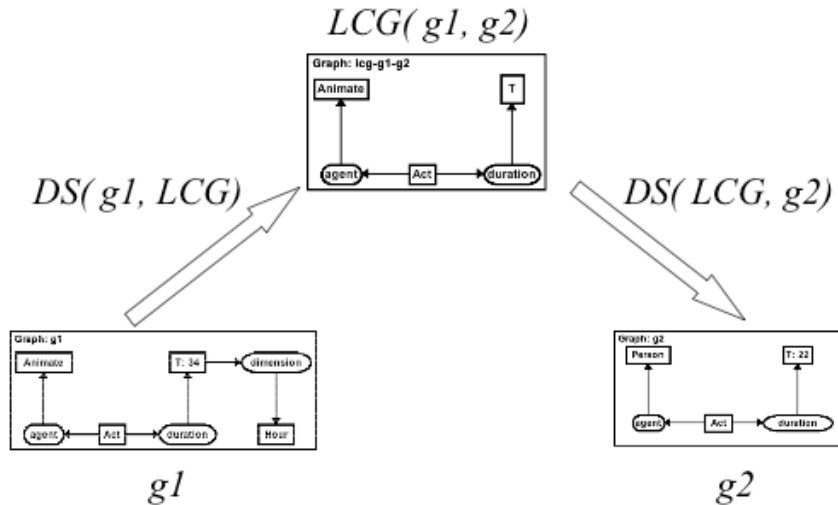 LCG( g1, g2)
Graph: lcg-g1-g2
Animate T
agent Act duration
DS( g1, LCG)
DS( LCG, g2)
Graph: g1
Animate T: 34 dimension
agent Act duration Hour
g1
Graph: g2
Person T: 22
agent Act duration
g2